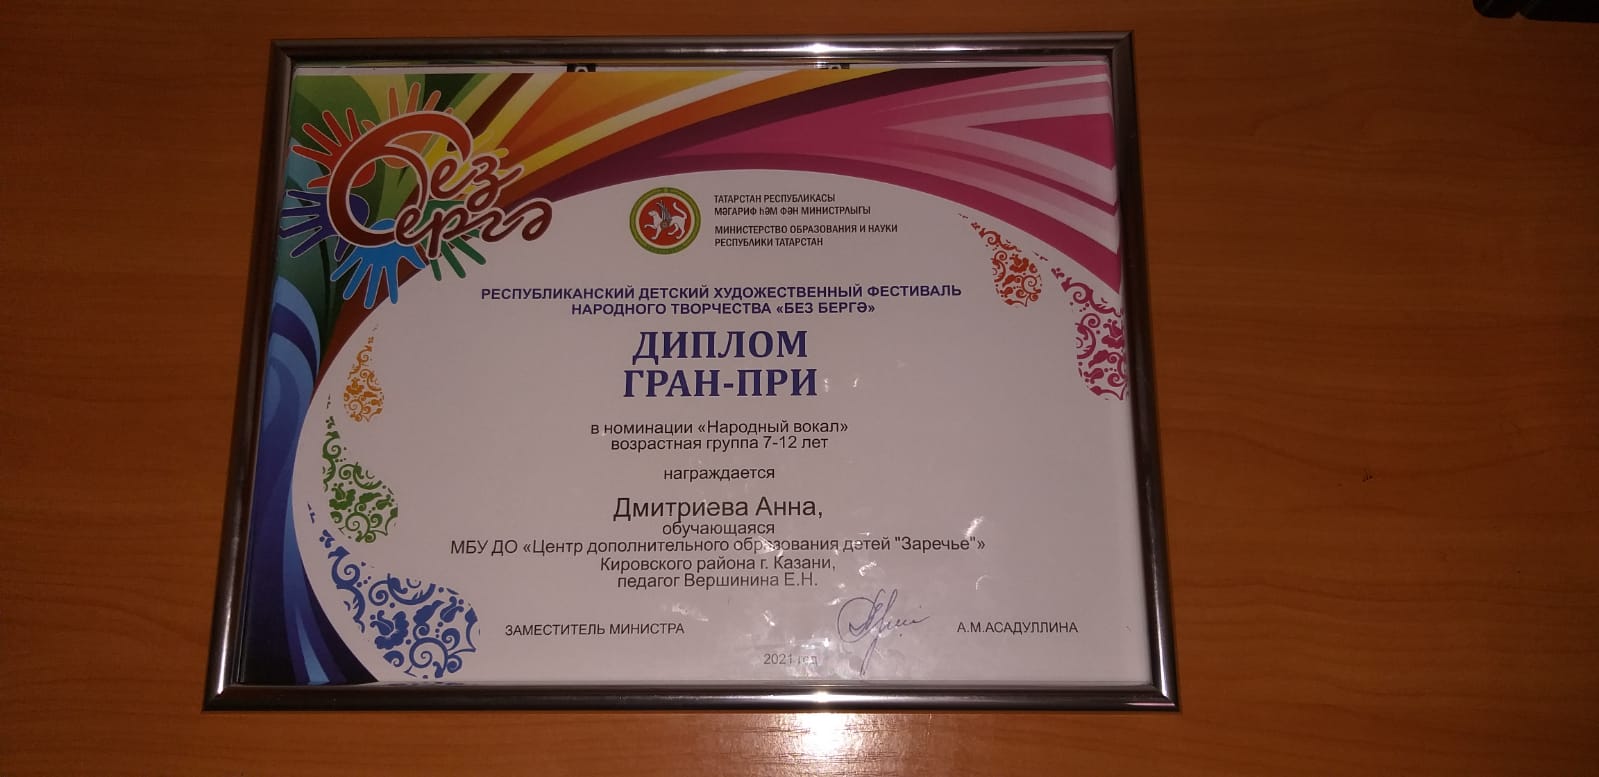 без
бергә
ТАТАРСТАН РЕСПУБЛИКАСЫ
МӘГАРИФ ҺӘМ ФӘН МИНИСТРЛЫГЫ
МИНИСТЕРСТВО ОБРАЗОВАНИЯ И НАУКИ
РЕСПУБЛИКИ ТАТАРСТАН
РЕСПУБЛИКАНСКИЙ ДЕТСКИЙ ХУДОЖЕСТВЕННЫЙ ФЕСТИВАЛЬ
НАРОДНОГО ТВОРЧЕСТВА «БЕЗ БЕРГӘ»
ДИПЛОМ
ГРАН-ПРИ
в номинации «Народный вокал»
возрастная группа 7-12 лет
награждается
Дмитриева Анна,
обучающаяся
МБУ ДО «Центр дополнительного образования детей "Заречье"»
Кировского района г. Казани,
педагог Вершинина Е.Н.
ЗАМЕСТИТЕЛЬ МИНИСТРА А.М.АСАДУЛЛИНА
2021 год